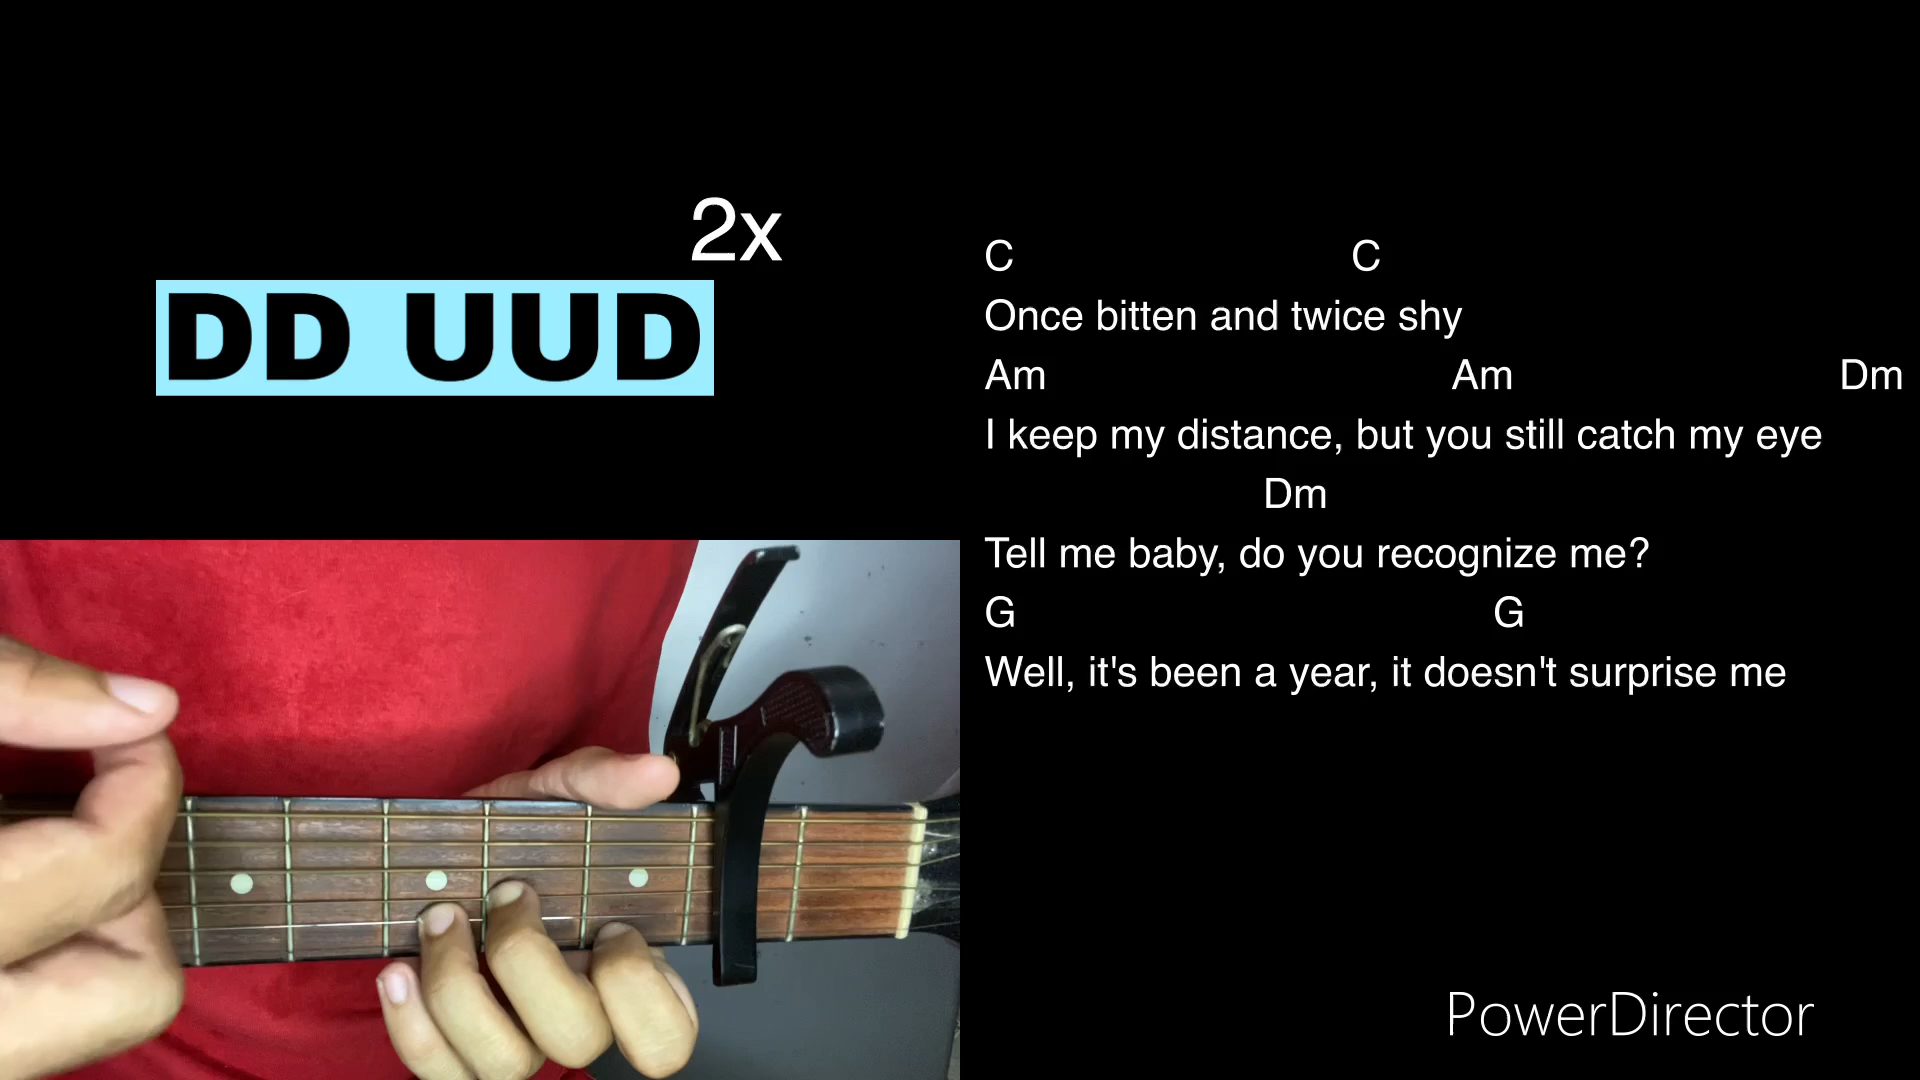 2x
DD UUD
C C
Once bitten and twice shy
Am Am Dm
I keep my distance, but you still catch my eye
Dm
Tell me baby, do you recognize me?
G G
Well, it's been a year, it doesn't surprise me
PowerDirector